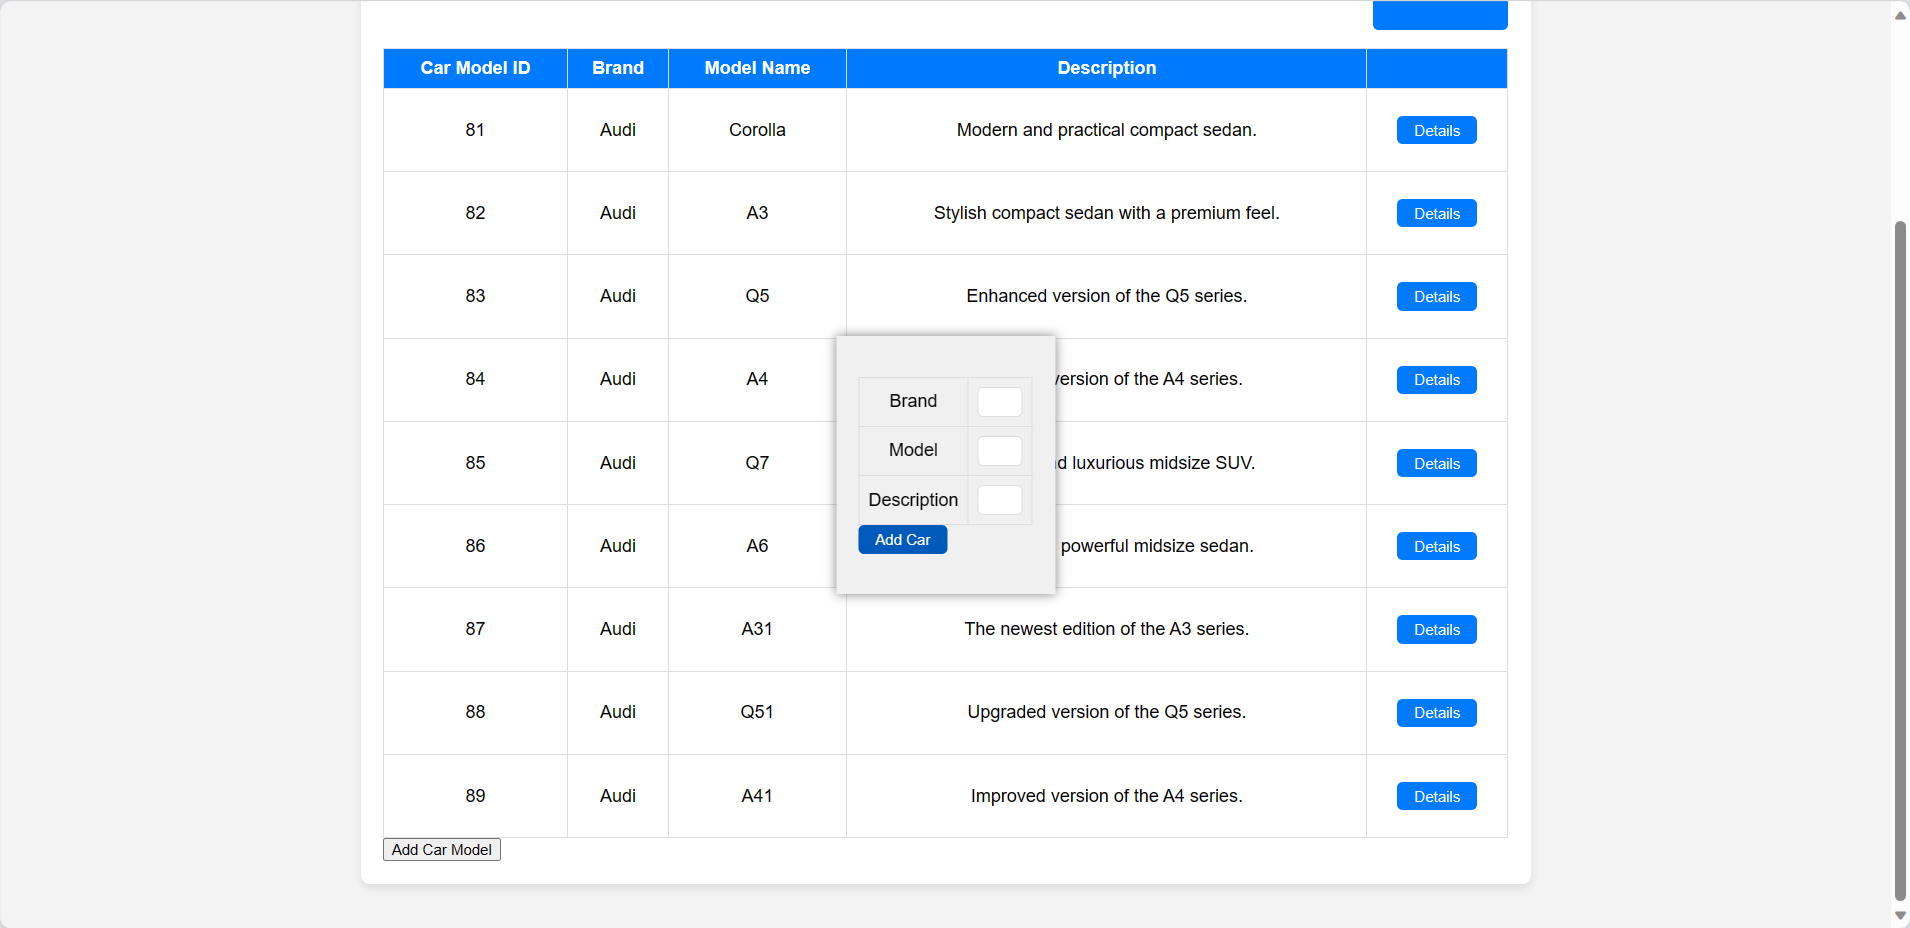 Car Model ID Brand Model Name Description
81 Audi Corolla Modern and practical compact sedan. Details
82 Audi A3 Stylish compact sedan with a premium feel. Details
83 Audi Q5 Enhanced version of the Q5 series. Details
84 Audi A4 version of the A4 series. Details
85 Audi Q7 luxurious midsize SUV. Details
86 Audi A6 powerful midsize sedan. Details
87 Audi A31 The newest edition of the A3 series. Details
88 Audi Q51 Upgraded version of the Q5 series. Details
89 Audi A41 Improved version of the A4 series. Details
Brand
Model
Description
Add Car
Add Car Model